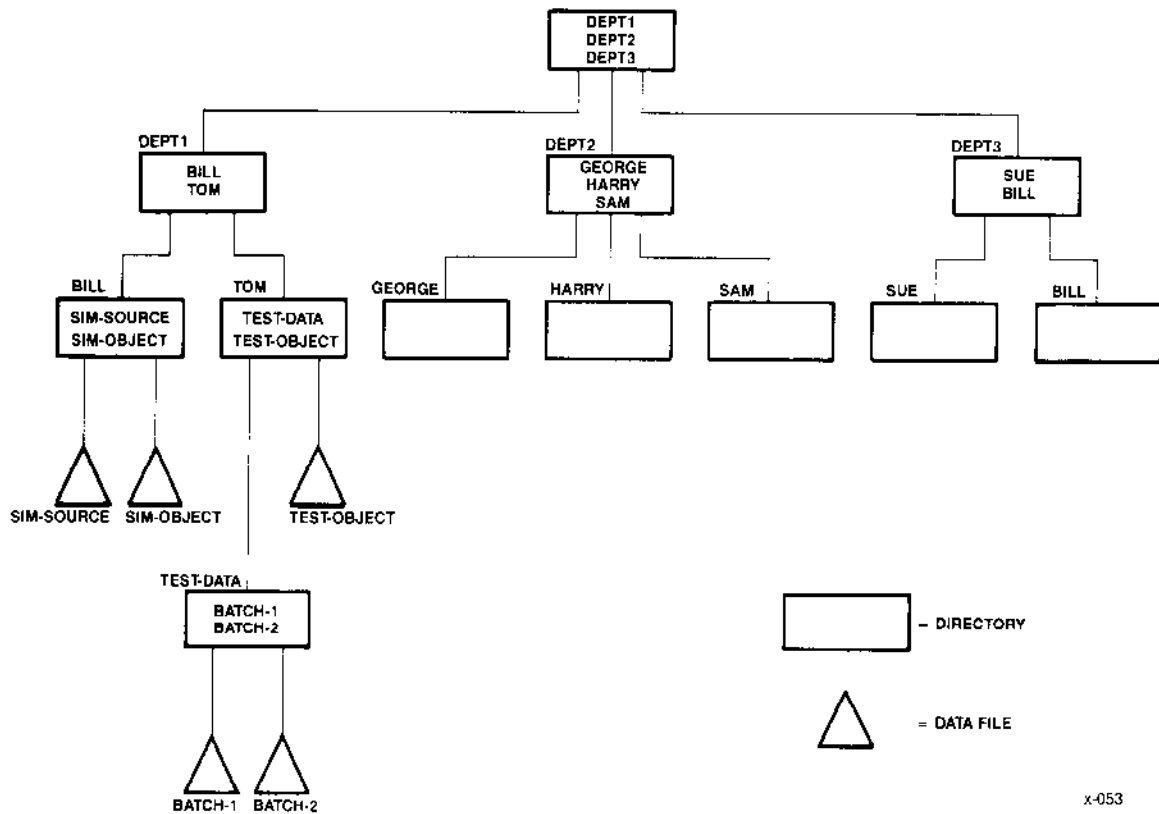 DEPT1
DEPT2
DEPT3
DEPT1
BILL
TOM
DEPT2
GEORGE
HARRY
SAM
DEPT3
SUE
BILL
BILL
SIM-SOURCE
SIM-OBJECT
TOM
TEST-DATA
TEST-OBJECT
GEORGE
HARRY
SAM
SUE
BILL
SIM-SOURCE
SIM-OBJECT
TEST-OBJECT
TEST-DATA
BATCH-1
BATCH-2
BATCH-1
BATCH-2
= DIRECTORY
= DATA FILE
x-053